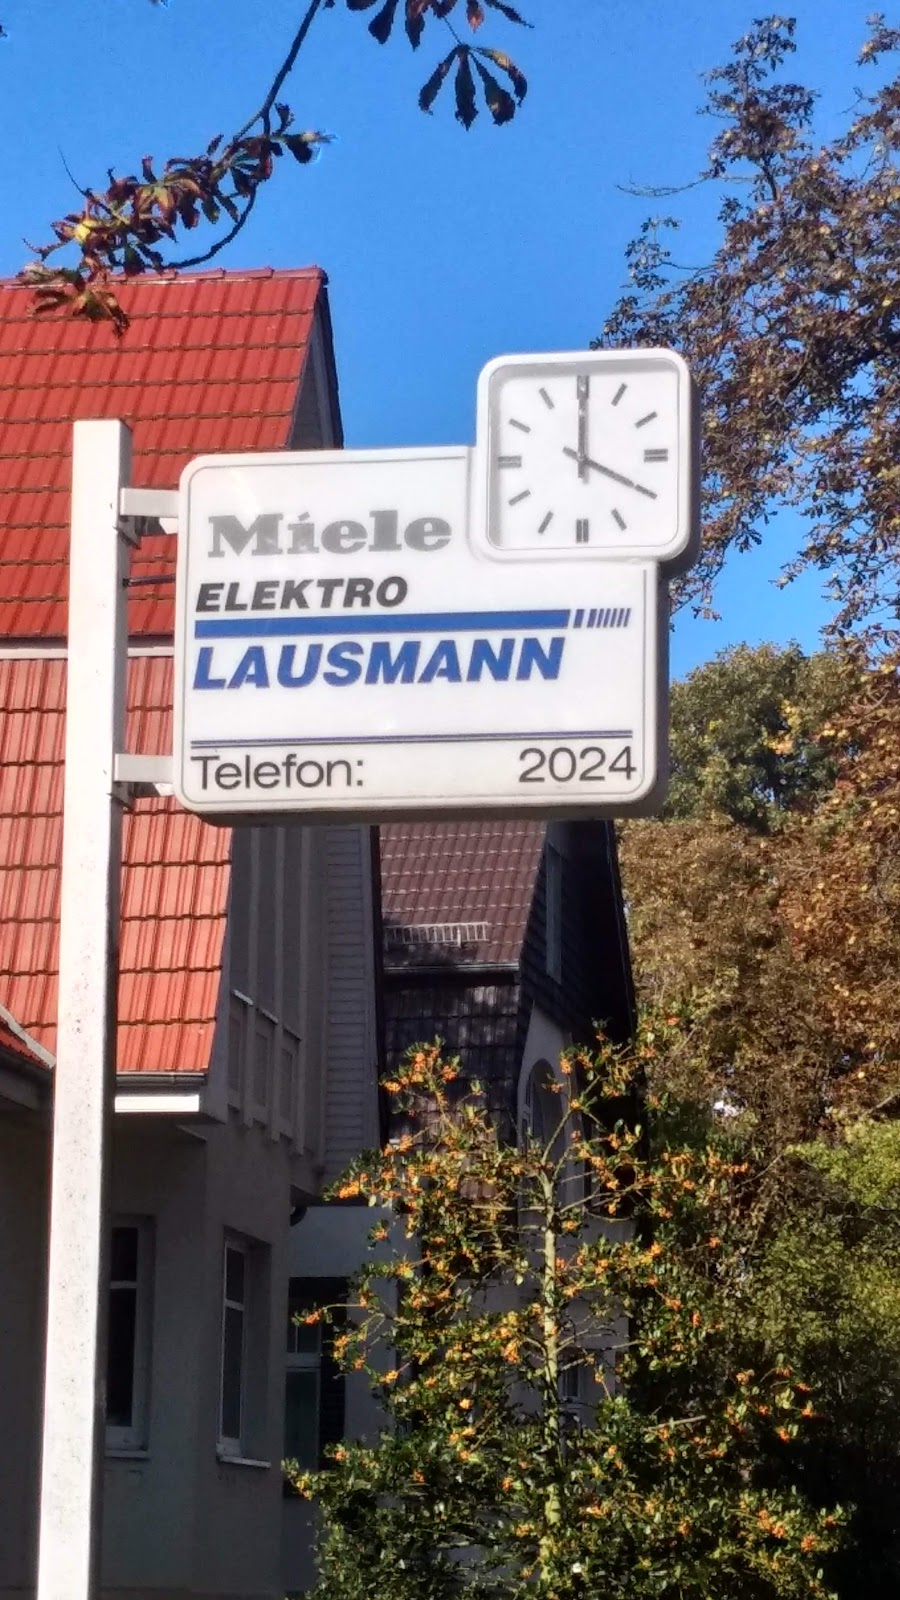 Miele
ELEKTRO
LAUSMANN
Telefon: 2024